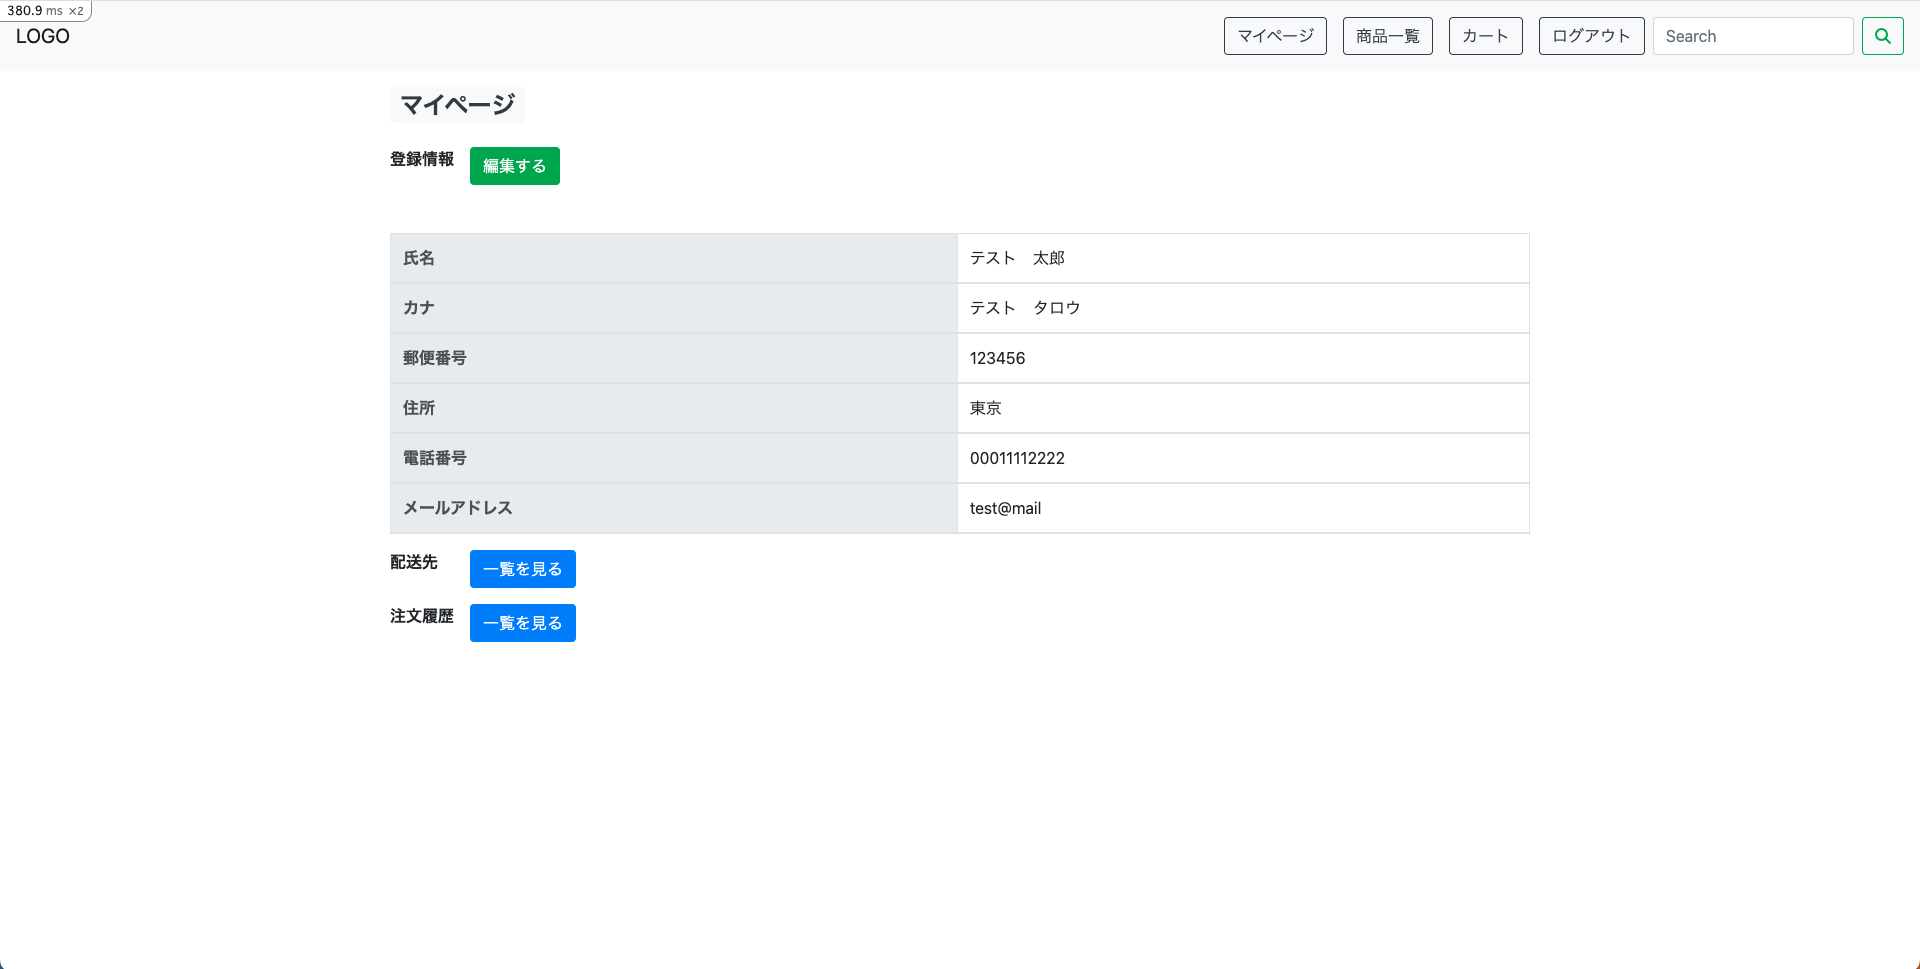 380.9 ms ×2
LOGO
マイページ 商品一覧 カート ログアウト Search
マイページ
登録情報 編集する
氏名 テスト　太郎
カナ テスト　タロウ
郵便番号 123456
住所 東京
電話番号 00011112222
メールアドレス test@mail
配送先 一覧を見る
注文履歴 一覧を見る